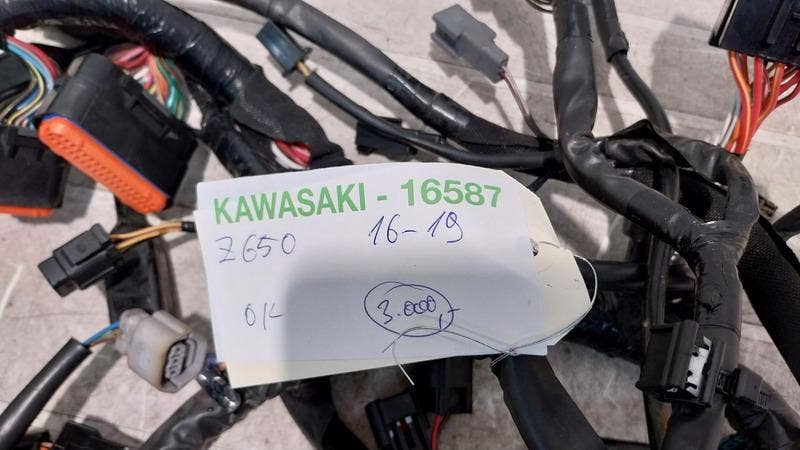 KAWASAKI - 16587
Z650 16-19
OK 3.000,-